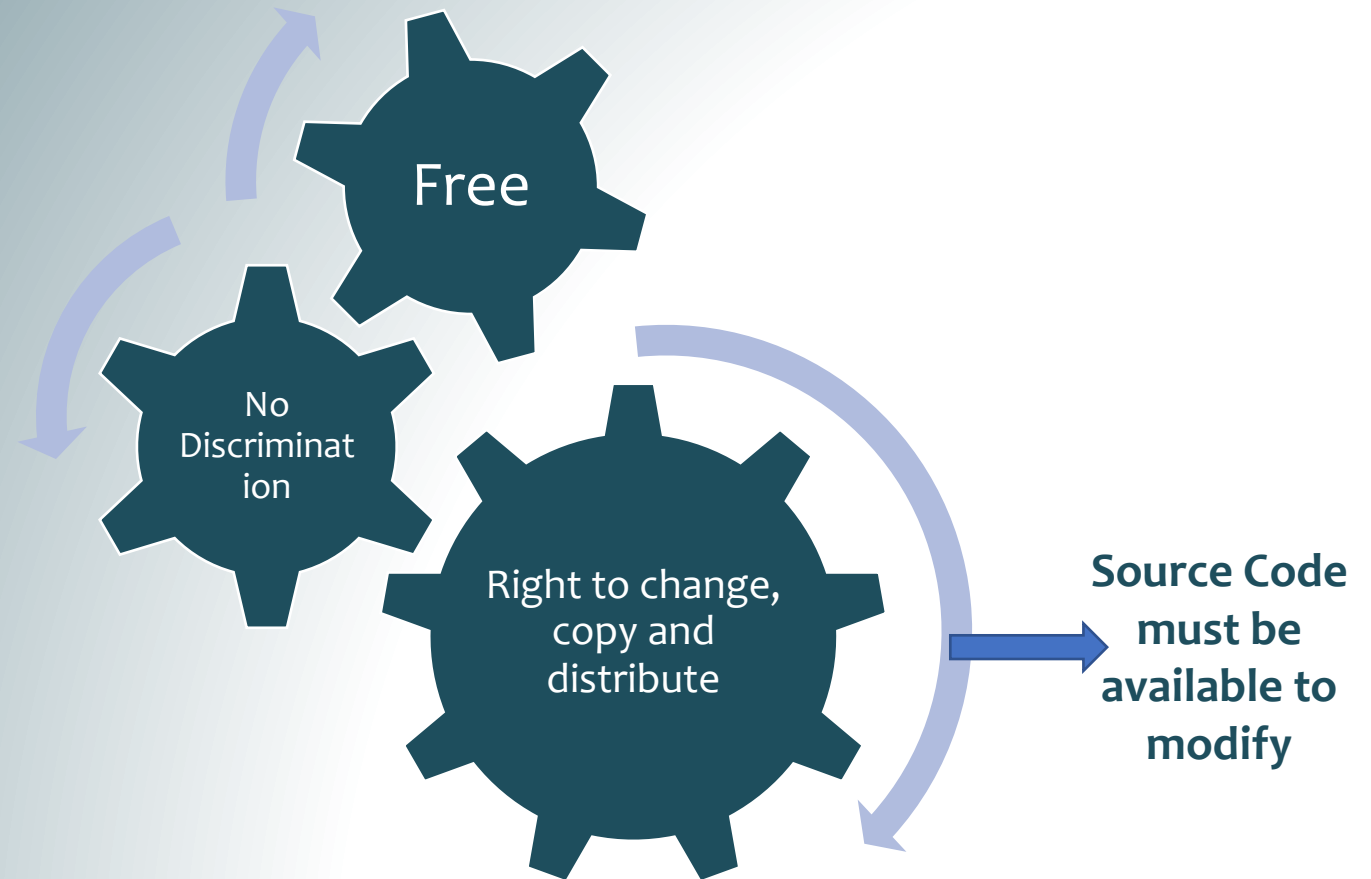 Free
No
Discriminat
ion
Right to change,
copy and
distribute
Source Code
must be
available to
modify